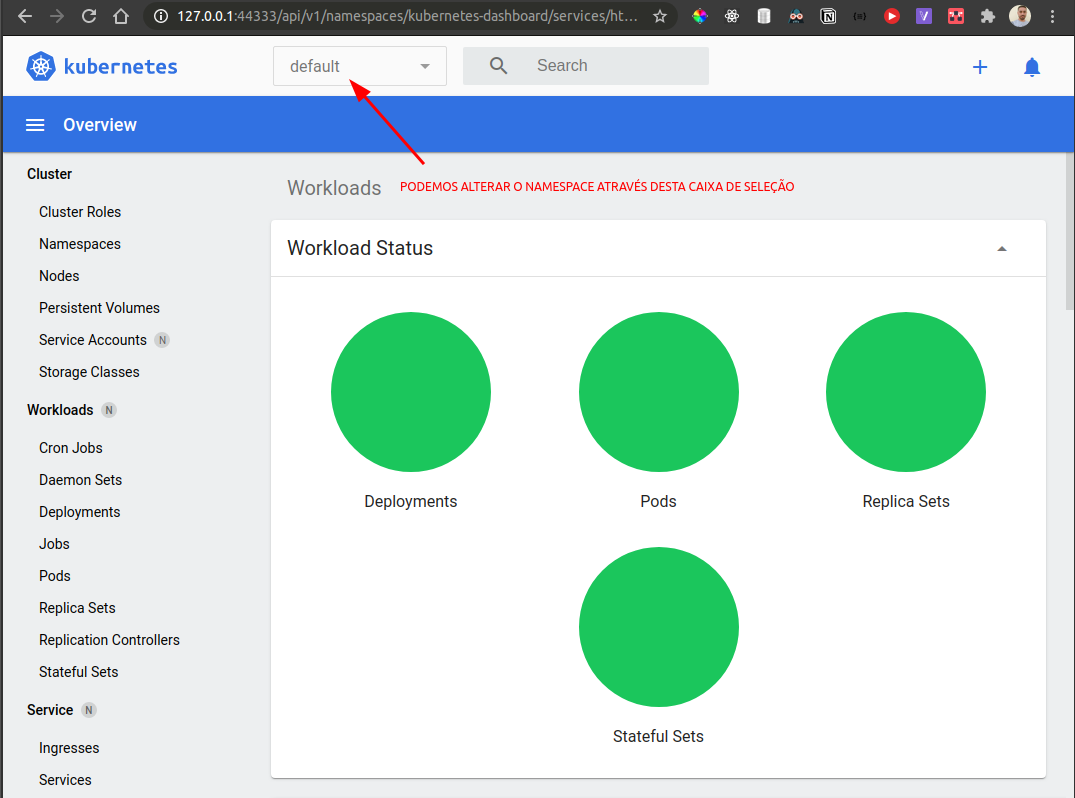 127.0.0.1:44333/api/v1/namespaces/kubernetes-dashboard/services/ht...
kubernetes
default
Search
Overview
Cluster
Cluster Roles
Namespaces
Nodes
Persistent Volumes
Service Accounts N
Storage Classes
Workloads N
Cron Jobs
Daemon Sets
Deployments
Jobs
Pods
Replica Sets
Replication Controllers
Stateful Sets
Service N
Ingresses
Services
Workloads
PODEMOS ALTERAR O NAMESPACE ATRAVÉS DESTA CAIXA DE SELEÇÃO
Workload Status
Deployments
Pods
Replica Sets
Stateful Sets